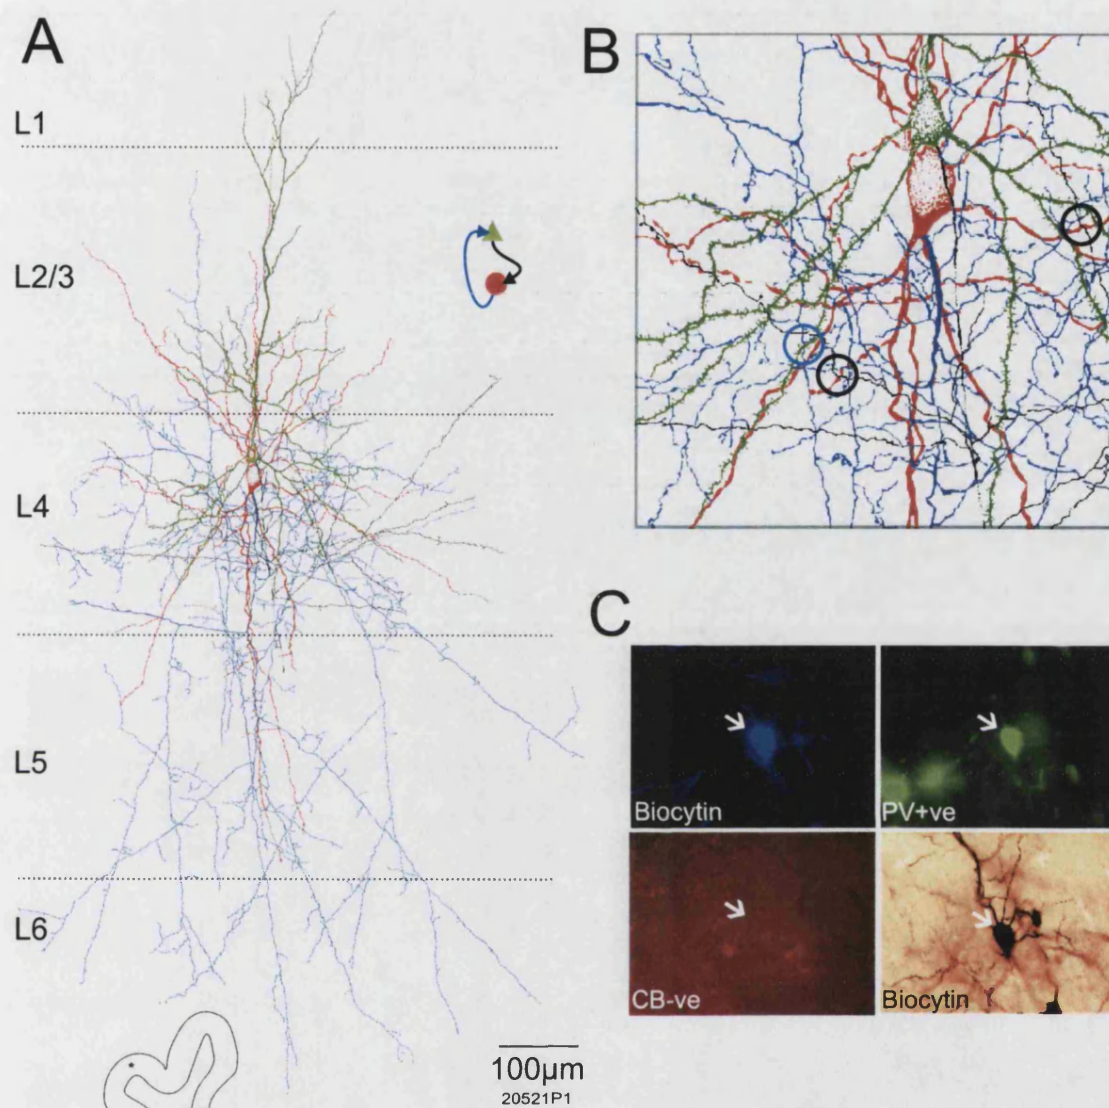 A
L1
L2/3
L4
L5
L6
100µm
20521P1
B
C
Biocytin
PV+ve
CB-ve
Biocytin